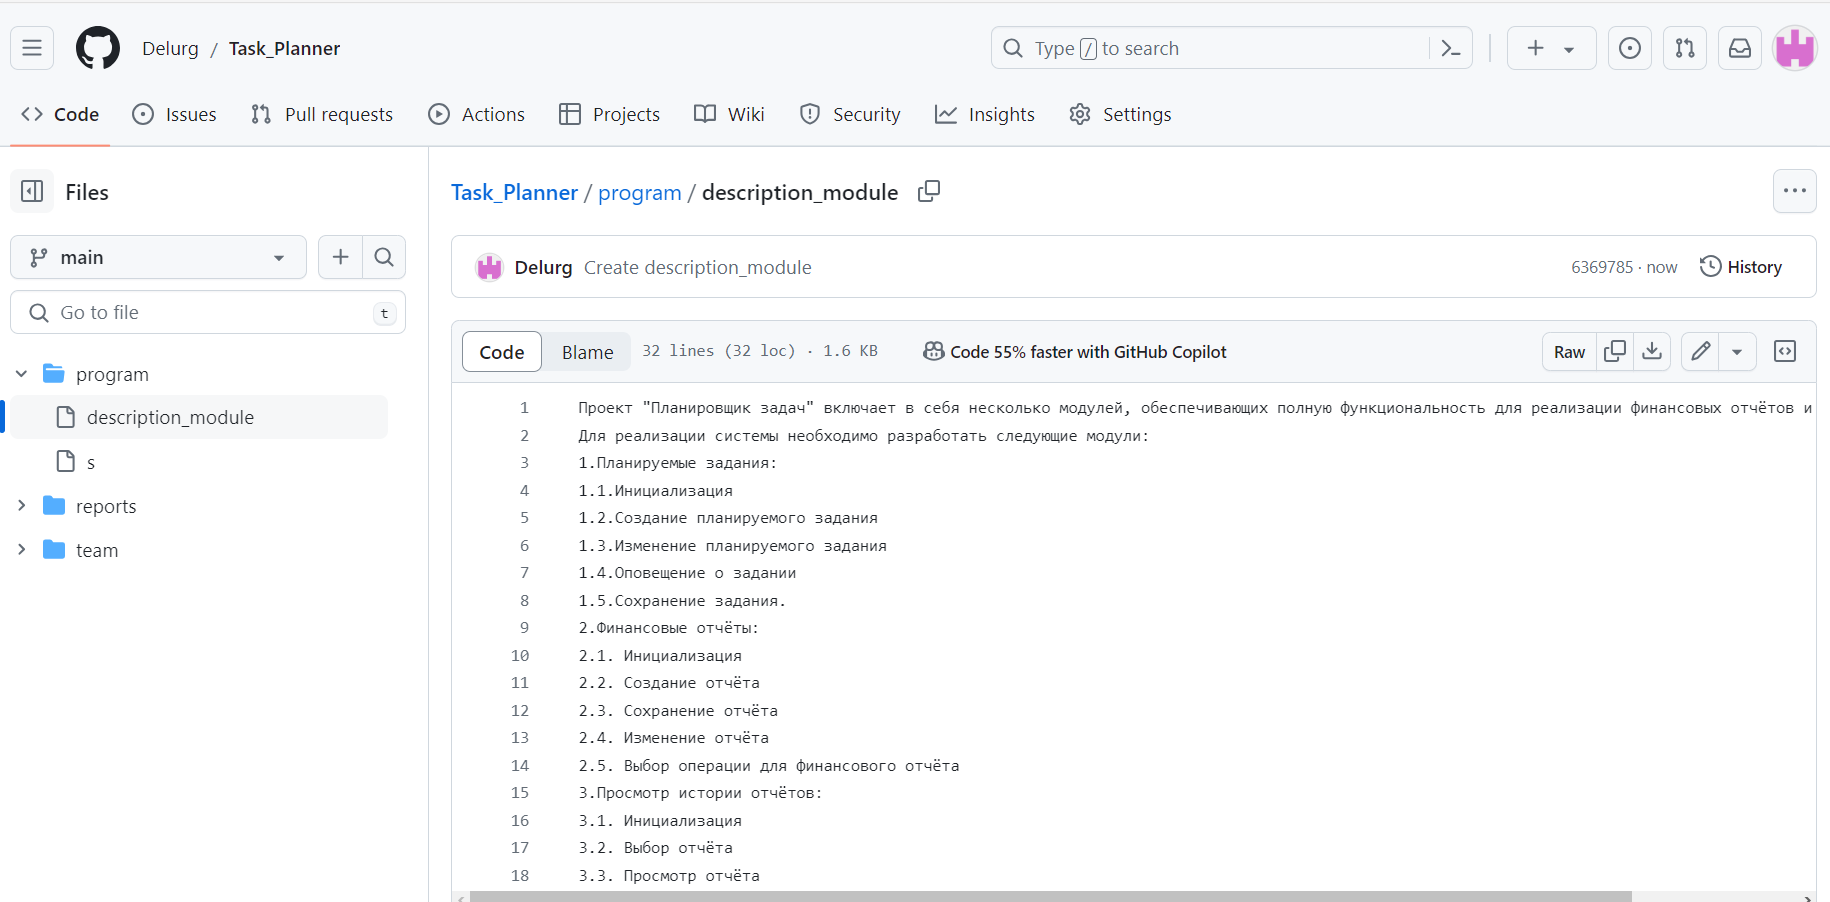 Delurg / Task_Planner
Type / to search
Code
Issues
Pull requests
Actions
Projects
Wiki
Security
Insights
Settings
Files
main
Go to file
t
program
description_module
s
reports
team
Task_Planner / program / description_module
Delurg Create description_module
6369785 · now
History
Code
Blame
32 lines (32 loc) · 1.6 KB
Code 55% faster with GitHub Copilot
Raw
1 Проект "Планировщик задач" включает в себя несколько модулей, обеспечивающих полную функциональность для реализации финансовых отчётов и
2 Для реализации системы необходимо разработать следующие модули:
3 1.Планируемые задания:
4 1.1.Инициализация
5 1.2.Создание планируемого задания
6 1.3.Изменение планируемого задания
7 1.4.Оповещение о задании
8 1.5.Сохранение задания.
9 2.Финансовые отчёты:
10 2.1. Инициализация
11 2.2. Создание отчёта
12 2.3. Сохранение отчёта
13 2.4. Изменение отчёта
14 2.5. Выбор операции для финансового отчёта
15 3.Просмотр истории отчётов:
16 3.1. Инициализация
17 3.2. Выбор отчёта
18 3.3. Просмотр отчёта